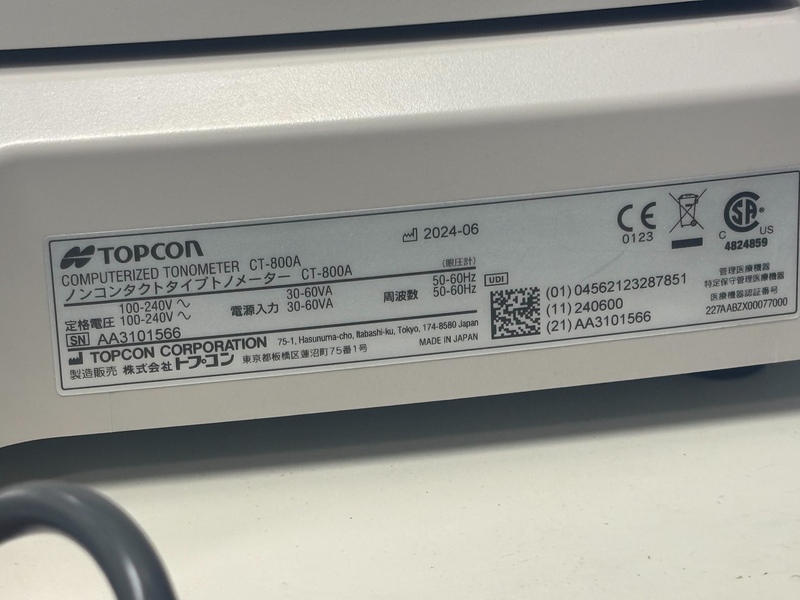 TOPCON
2024-06
COMPUTERIZED TONOMETER CT-800A
ノンコンタクトタイプトノメーター CT-800A (眼圧計)
定格電圧 100-240V ~ 電源入力 30-60VA 周波数 50-60Hz
100-240V ~ 30-60VA 50-60Hz
SN AA3101566
TOPCON CORPORATION 75-1, Hasunuma-cho, Itabashi-ku, Tokyo, 174-8580 Japan
製造販売 株式会社トプコン 東京都板橋区蓮沼町75番1号 MADE IN JAPAN
UDI
(01) 04562123287851
(11) 240600
(21) AA3101566
CE
0123
SA
C US
4824859
管理医療機器
特定保守管理医療機器
医療機器認証番号
227AABZX00077000